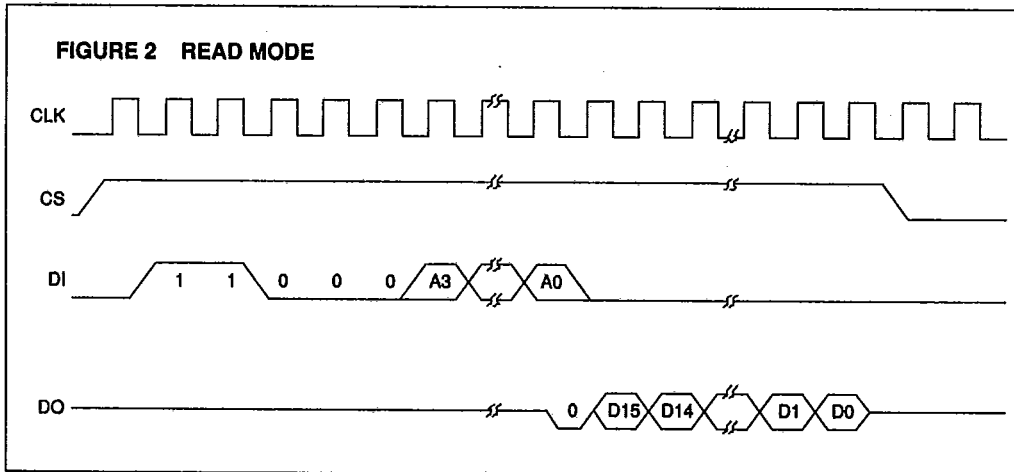 FIGURE 2 READ MODE
CLK
CS
DI 1 1 0 0 0 A3 A0
DO 0 D15 D14 D1 D0